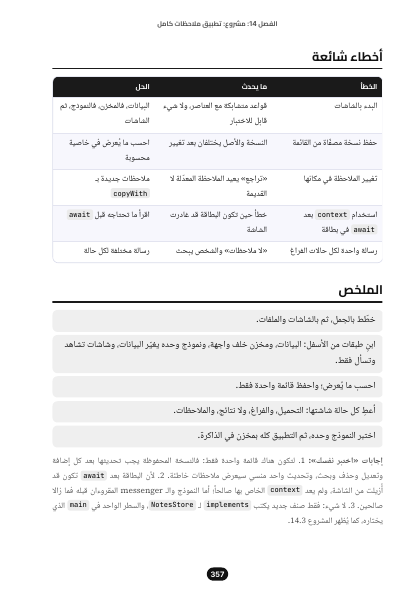 الفصل 14: مشروع: تطبيق ملاحظات كامل
أخطاء شائعة
الخطأ ما يحدث الحل
البدء بالشاشات قواعد متشابكة مع العناصر، ولا شيء البيانات، فالمخزن، فالنموذج، ثم
قابل للاختبار الشاشات
حفظ نسخة مصفّاة من القائمة النسخة والأصل يختلفان بعد تغيير احسب ما يُعرض في خاصية
محسوبة
تغيير الملاحظة في مكانها «تراجع» يعيد الملاحظة المعدّلة لا ملاحظات جديدة بـ
القديمة copyWith
استخدام context بعد خطأ حين تكون البطاقة قد غادرت اقرأ ما تحتاجه قبل await
await في بطاقة الشاشة
رسالة واحدة لكل حالات الفراغ «لا ملاحظات» والشخص يبحث رسالة مختلفة لكل حالة
الملخص
خطّط بالجمل، ثم بالشاشات والملفات.
ابنِ طبقات من الأسفل: البيانات، ومخزن خلف واجهة، ونموذج وحده يغيّر البيانات، وشاشات تشاهد
وتسأل فقط.
احسب ما يُعرض؛ واحفظ قائمة واحدة فقط.
أعطِ كل حالة شاشتها: التحميل، والفراغ، ولا نتائج، والملاحظات.
اختبر النموذج وحده، ثم التطبيق كله بمخزن في الذاكرة.
إجابات «اختبر نفسك»: 1. لتكون هناك قائمة واحدة فقط: فالنسخة المحفوظة يجب تحديثها بعد كل إضافة
وتعديل وحذف وبحث، وتحديث واحد منسي سيعرض ملاحظات خاطئة. 2. لأن البطاقة بعد await تكون قد
أُزيلت من الشاشة، ولم يعد context الخاص بها صالحًا؛ أما النموذج والـ messenger المقروءان قبله فما زالا
صالحين. 3. لا شيء: فقط صنف جديد يكتب implements لـ NotesStore، والسطر الواحد في main الذي
يختاره، كما يُظهر المشروع 14.3.
357